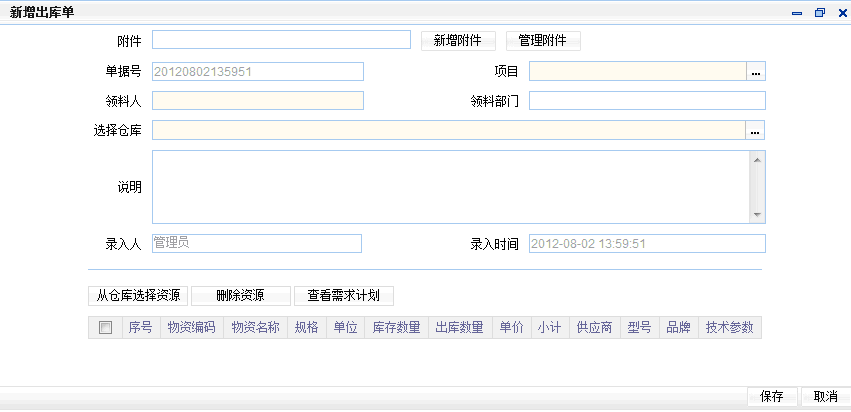 新增出库单
附件 新增附件 管理附件
单据号 20120802135951 项目 ...
领料人 领料部门
选择仓库 ...
说明
录入人 管理员 录入时间 2012-08-02 13:59:51
从仓库选择资源 删除资源 查看需求计划
序号 物资编码 物资名称 规格 单位 库存数量 出库数量 单价 小计 供应商 型号 品牌 技术参数
保存 取消